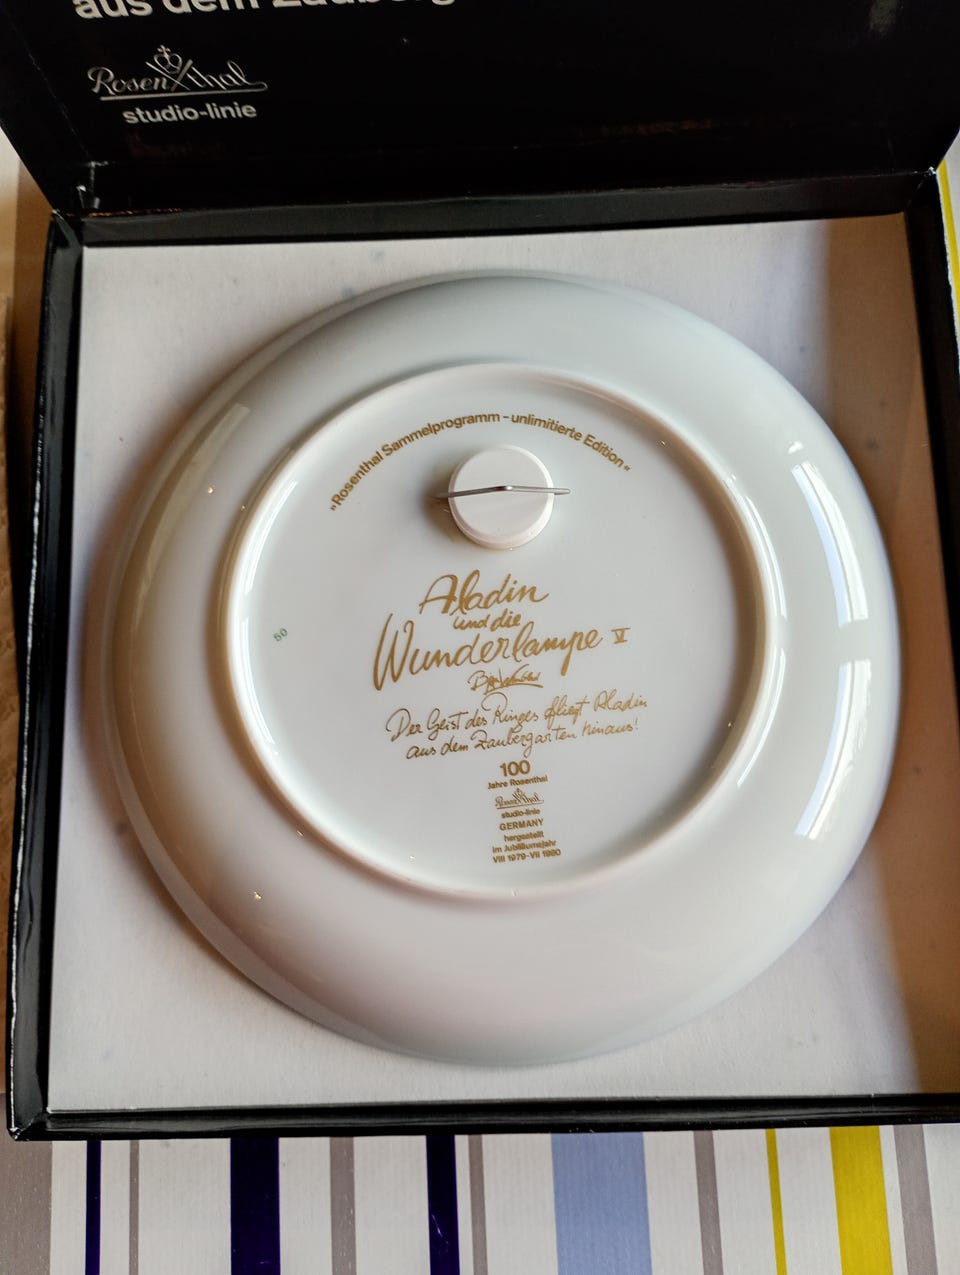 aus dem Zauberg
Rosenthal
studio-linie
„Rosenthal Sammelprogramm - unlimitierte Edition“
Aladin
und die
Wunderlampe V
Der Geist des Ringes fliegt Aladin
aus dem Zaubergarten hinaus!
100
Jahre Rosenthal
Rosenthal
studio-linie
GERMANY
hergestellt
im Jubiläumsjahr
VIII 1979-VII 1980
50